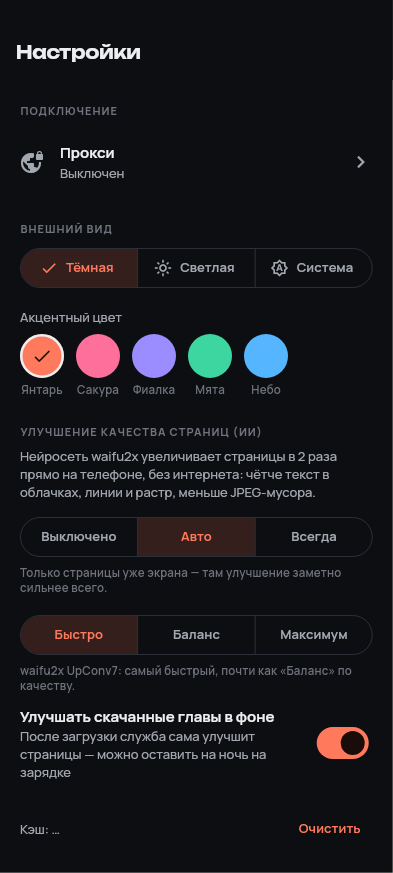 Настройки
ПОДКЛЮЧЕНИЕ
Прокси
Выключен
ВНЕШНИЙ ВИД
Тёмная
Светлая
Система
Акцентный цвет
Янтарь
Сакура
Фиалка
Мята
Небо
УЛУЧШЕНИЕ КАЧЕСТВА СТРАНИЦ (ИИ)
Нейросеть waifu2x увеличивает страницы в 2 раза
прямо на телефоне, без интернета: чётче текст в
облачках, линии и растр, меньше JPEG-мусора.
Выключено
Авто
Всегда
Только страницы уже экрана — там улучшение заметно
сильнее всего.
Быстро
Баланс
Максимум
waifu2x UpConv7: самый быстрый, почти как «Баланс» по
качеству.
Улучшать скачанные главы в фоне
После загрузки служба сама улучшит
страницы — можно оставить на ночь на
зарядке
Кэш: …
Очистить